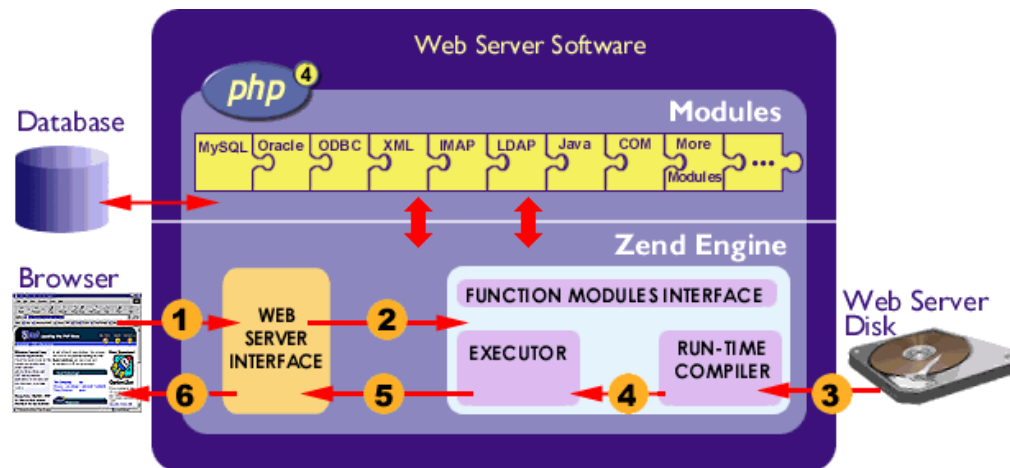 Web Server Software
php 4
Modules
Database
MySQL Oracle ODBC XML IMAP LDAP Java COM More Modules ...
Zend Engine
Browser
FUNCTION MODULES INTERFACE
Web Server Disk
1
WEB SERVER INTERFACE
2
EXECUTOR
RUN-TIME COMPILER
6
5
4
3